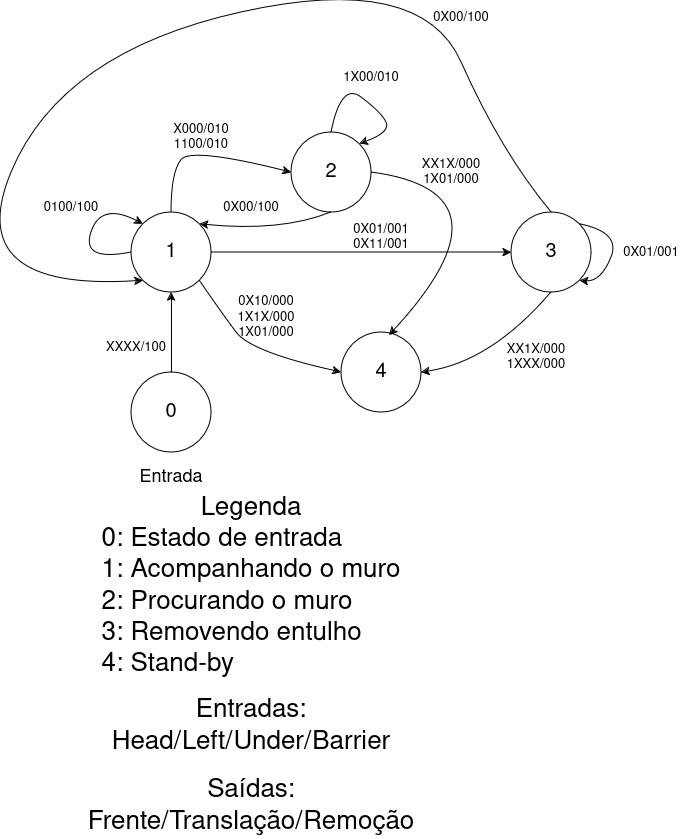 0X00/100
1X00/010
X000/010
1100/010
2
XX1X/000
1X01/000
0100/100
0X00/100
0X01/001
0X11/001
1
3
0X01/001
0X10/000
1X1X/000
1X01/000
XXXX/100
XX1X/000
1XXX/000
4
0
Entrada
Legenda
0: Estado de entrada
1: Acompanhando o muro
2: Procurando o muro
3: Removendo entulho
4: Stand-by
Entradas:
Head/Left/Under/Barrier
Saídas:
Frente/Translação/Remoção